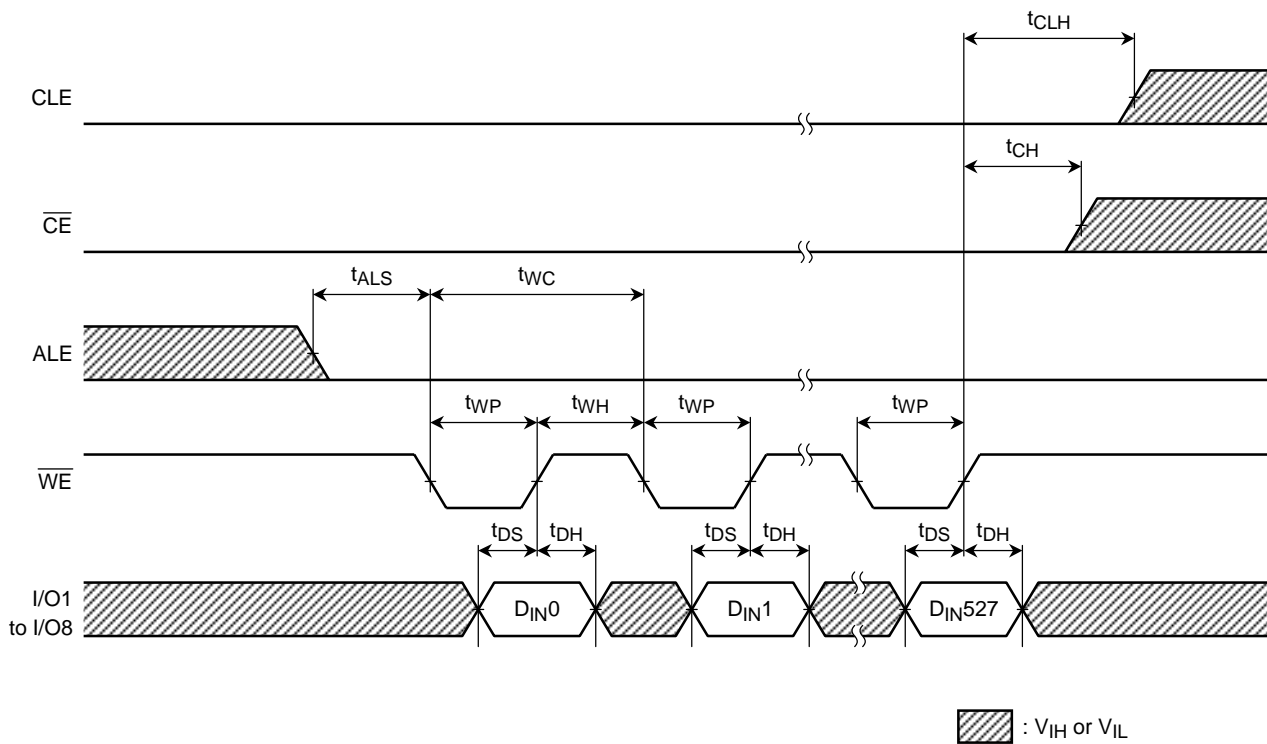 tCLH
CLE
tCH
CE
tALS
tWC
ALE
tWP
tWH
tWP
tWP
WE
tDS
tDH
tDS
tDH
tDS
tDH
I/O1
to I/O8
DIN0
DIN1
DIN527
: VIH or VIL